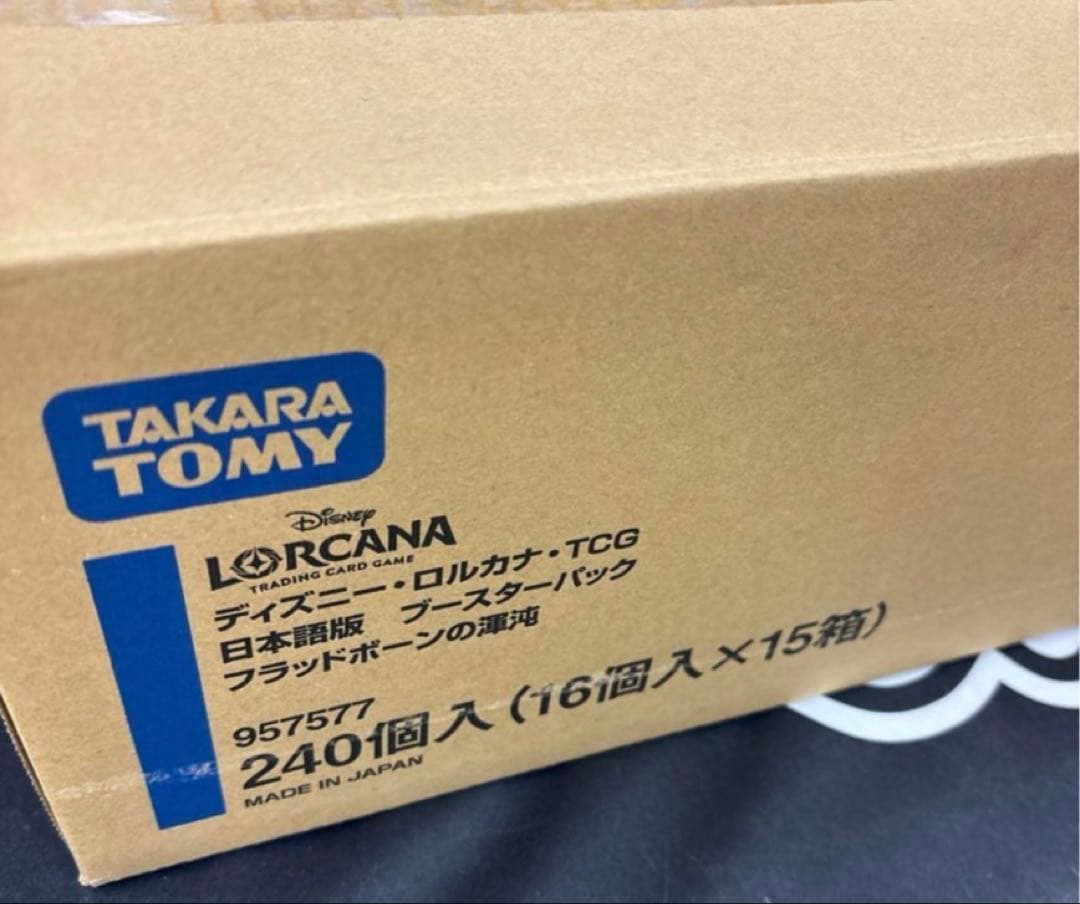 TAKARA
TOMY
Disney
LORCANA
TRADING CARD GAME
ディズニー・ロルカナ・TCG
日本語版 ブースターパック
フラッドボーンの渾沌
957577
240個入(16個入×15箱)
MADE IN JAPAN